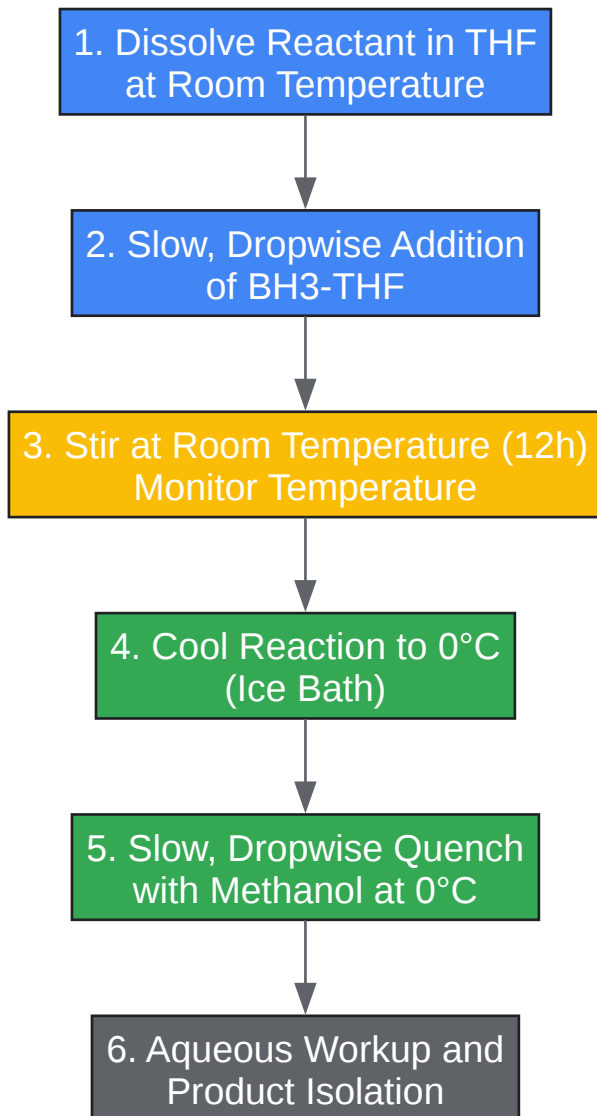 1. Dissolve Reactant in THF
at Room Temperature
2. Slow, Dropwise Addition
of BH3-THF
3. Stir at Room Temperature (12h)
Monitor Temperature
4. Cool Reaction to 0°C
(Ice Bath)
5. Slow, Dropwise Quench
with Methanol at 0°C
6. Aqueous Workup and
Product Isolation